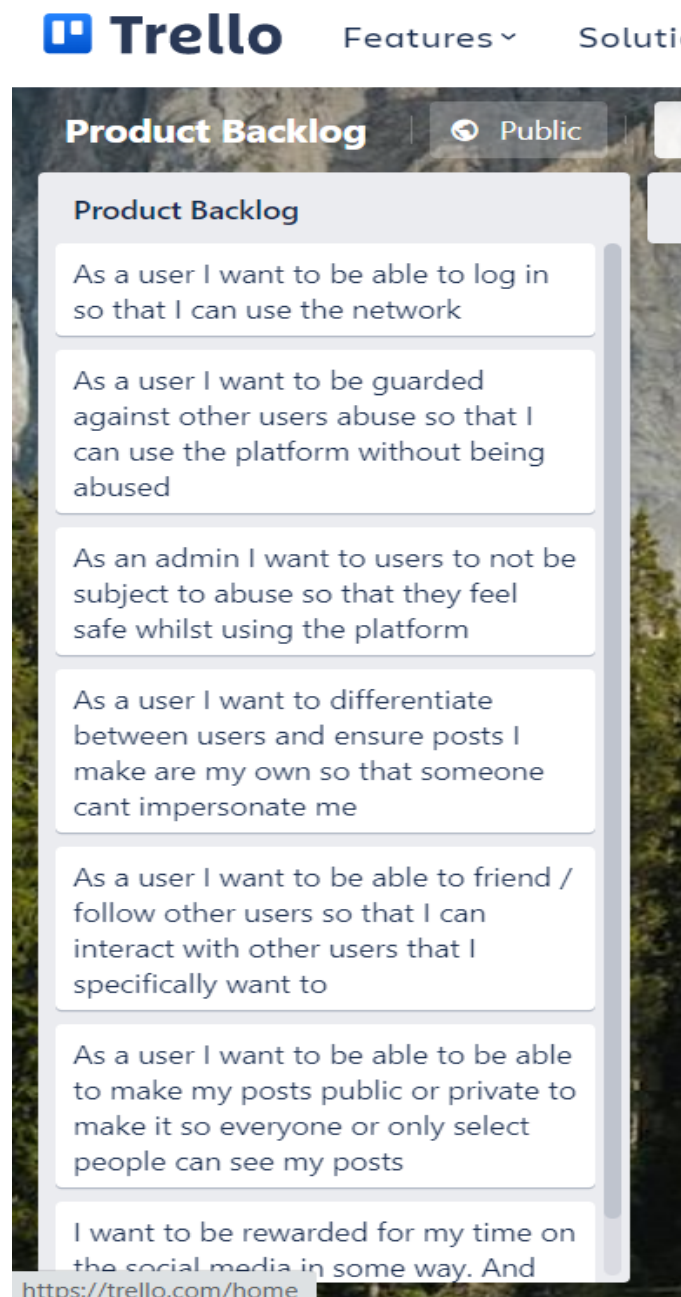 Trello Features Soluti
Product Backlog Public
Product Backlog
As a user I want to be able to log in
so that I can use the network
As a user I want to be guarded
against other users abuse so that I
can use the platform without being
abused
As an admin I want to users to not be
subject to abuse so that they feel
safe whilst using the platform
As a user I want to differentiate
between users and ensure posts I
make are my own so that someone
cant impersonate me
As a user I want to be able to friend /
follow other users so that I can
interact with other users that I
specifically want to
As a user I want to be able to be able
to make my posts public or private to
make it so everyone or only select
people can see my posts
I want to be rewarded for my time on
the social media in some way. And
https://trello.com/home